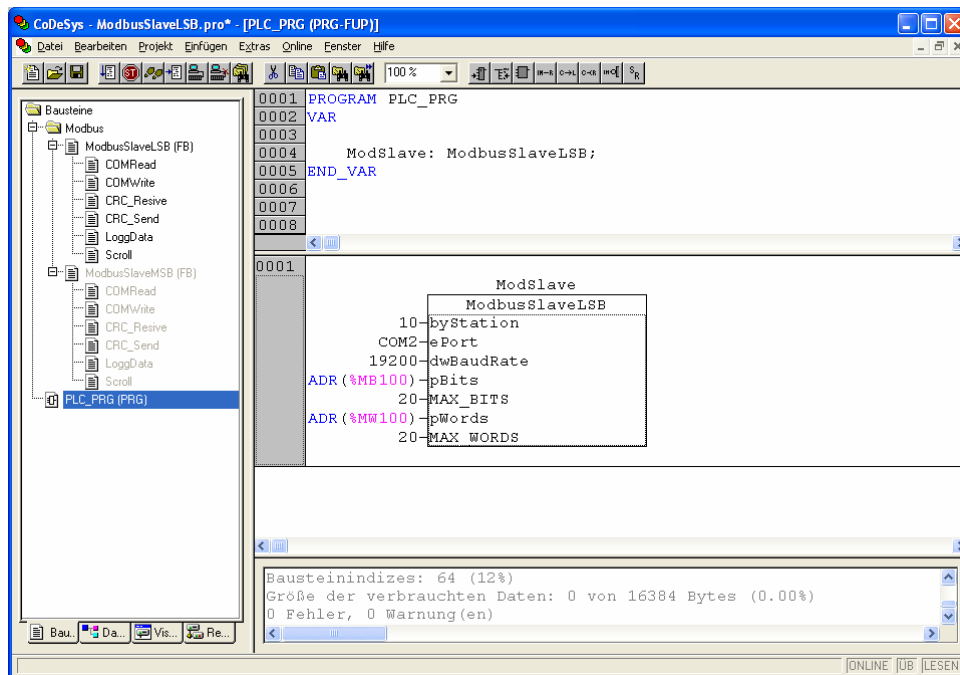 CoDeSys - ModbusSlaveLSB.pro* - [PLC_PRG (PRG-FUP)]
Datei Bearbeiten Projekt Einfügen Extras Online Fenster Hilfe
100 %
Bausteine
Modbus
ModbusSlaveLSB (FB)
COMRead
COMWrite
CRC_Resive
CRC_Send
LoggData
Scroll
ModbusSlaveMSB (FB)
COMRead
COMWrite
CRC_Resive
CRC_Send
LoggData
Scroll
PLC_PRG (PRG)
Bau... Da... Vis... Re...
0001 PROGRAM PLC_PRG
0002 VAR
0003
0004 ModSlave: ModbusSlaveLSB;
0005 END_VAR
0006
0007
0008
0001
ModSlave
ModbusSlaveLSB
10 byStation
COM2 ePort
19200 dwBaudRate
ADR(%MB100) pBits
20 MAX_BITS
ADR(%MW100) pWords
20 MAX_WORDS
Bausteinindizes: 64 (12%)
Größe der verbrauchten Daten: 0 von 16384 Bytes (0.00%)
0 Fehler, 0 Warnung(en)
ONLINE ÜB LESEN